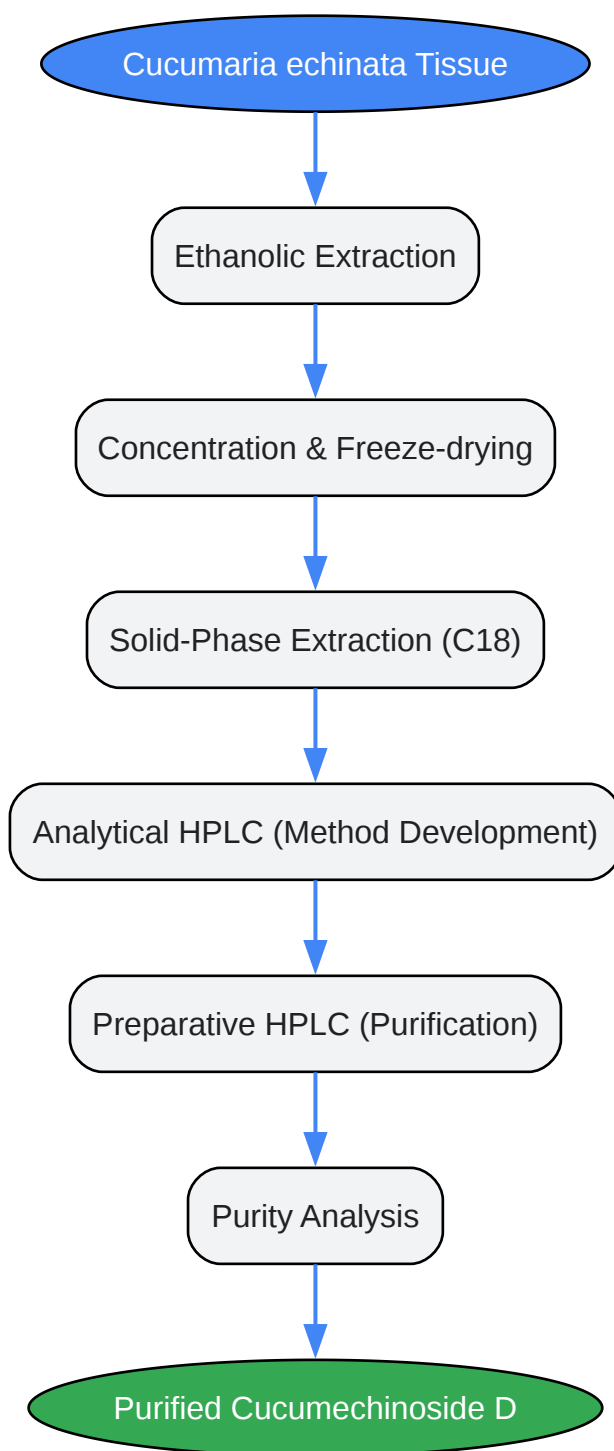 Cucumaria echinata Tissue
Ethanolic Extraction
Concentration & Freeze-drying
Solid-Phase Extraction (C18)
Analytical HPLC (Method Development)
Preparative HPLC (Purification)
Purity Analysis
Purified Cucumechinoside D